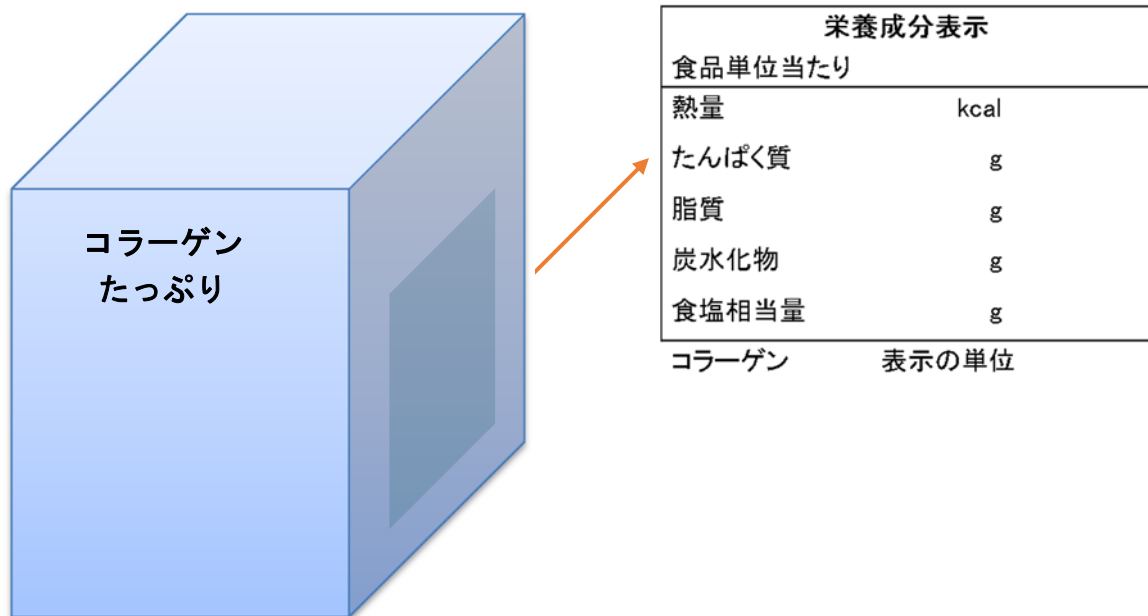 コラーゲン
たっぷり
栄養成分表示
食品単位当たり
熱量 kcal
たんぱく質 g
脂質 g
炭水化物 g
食塩相当量 g
コラーゲン 表示の単位